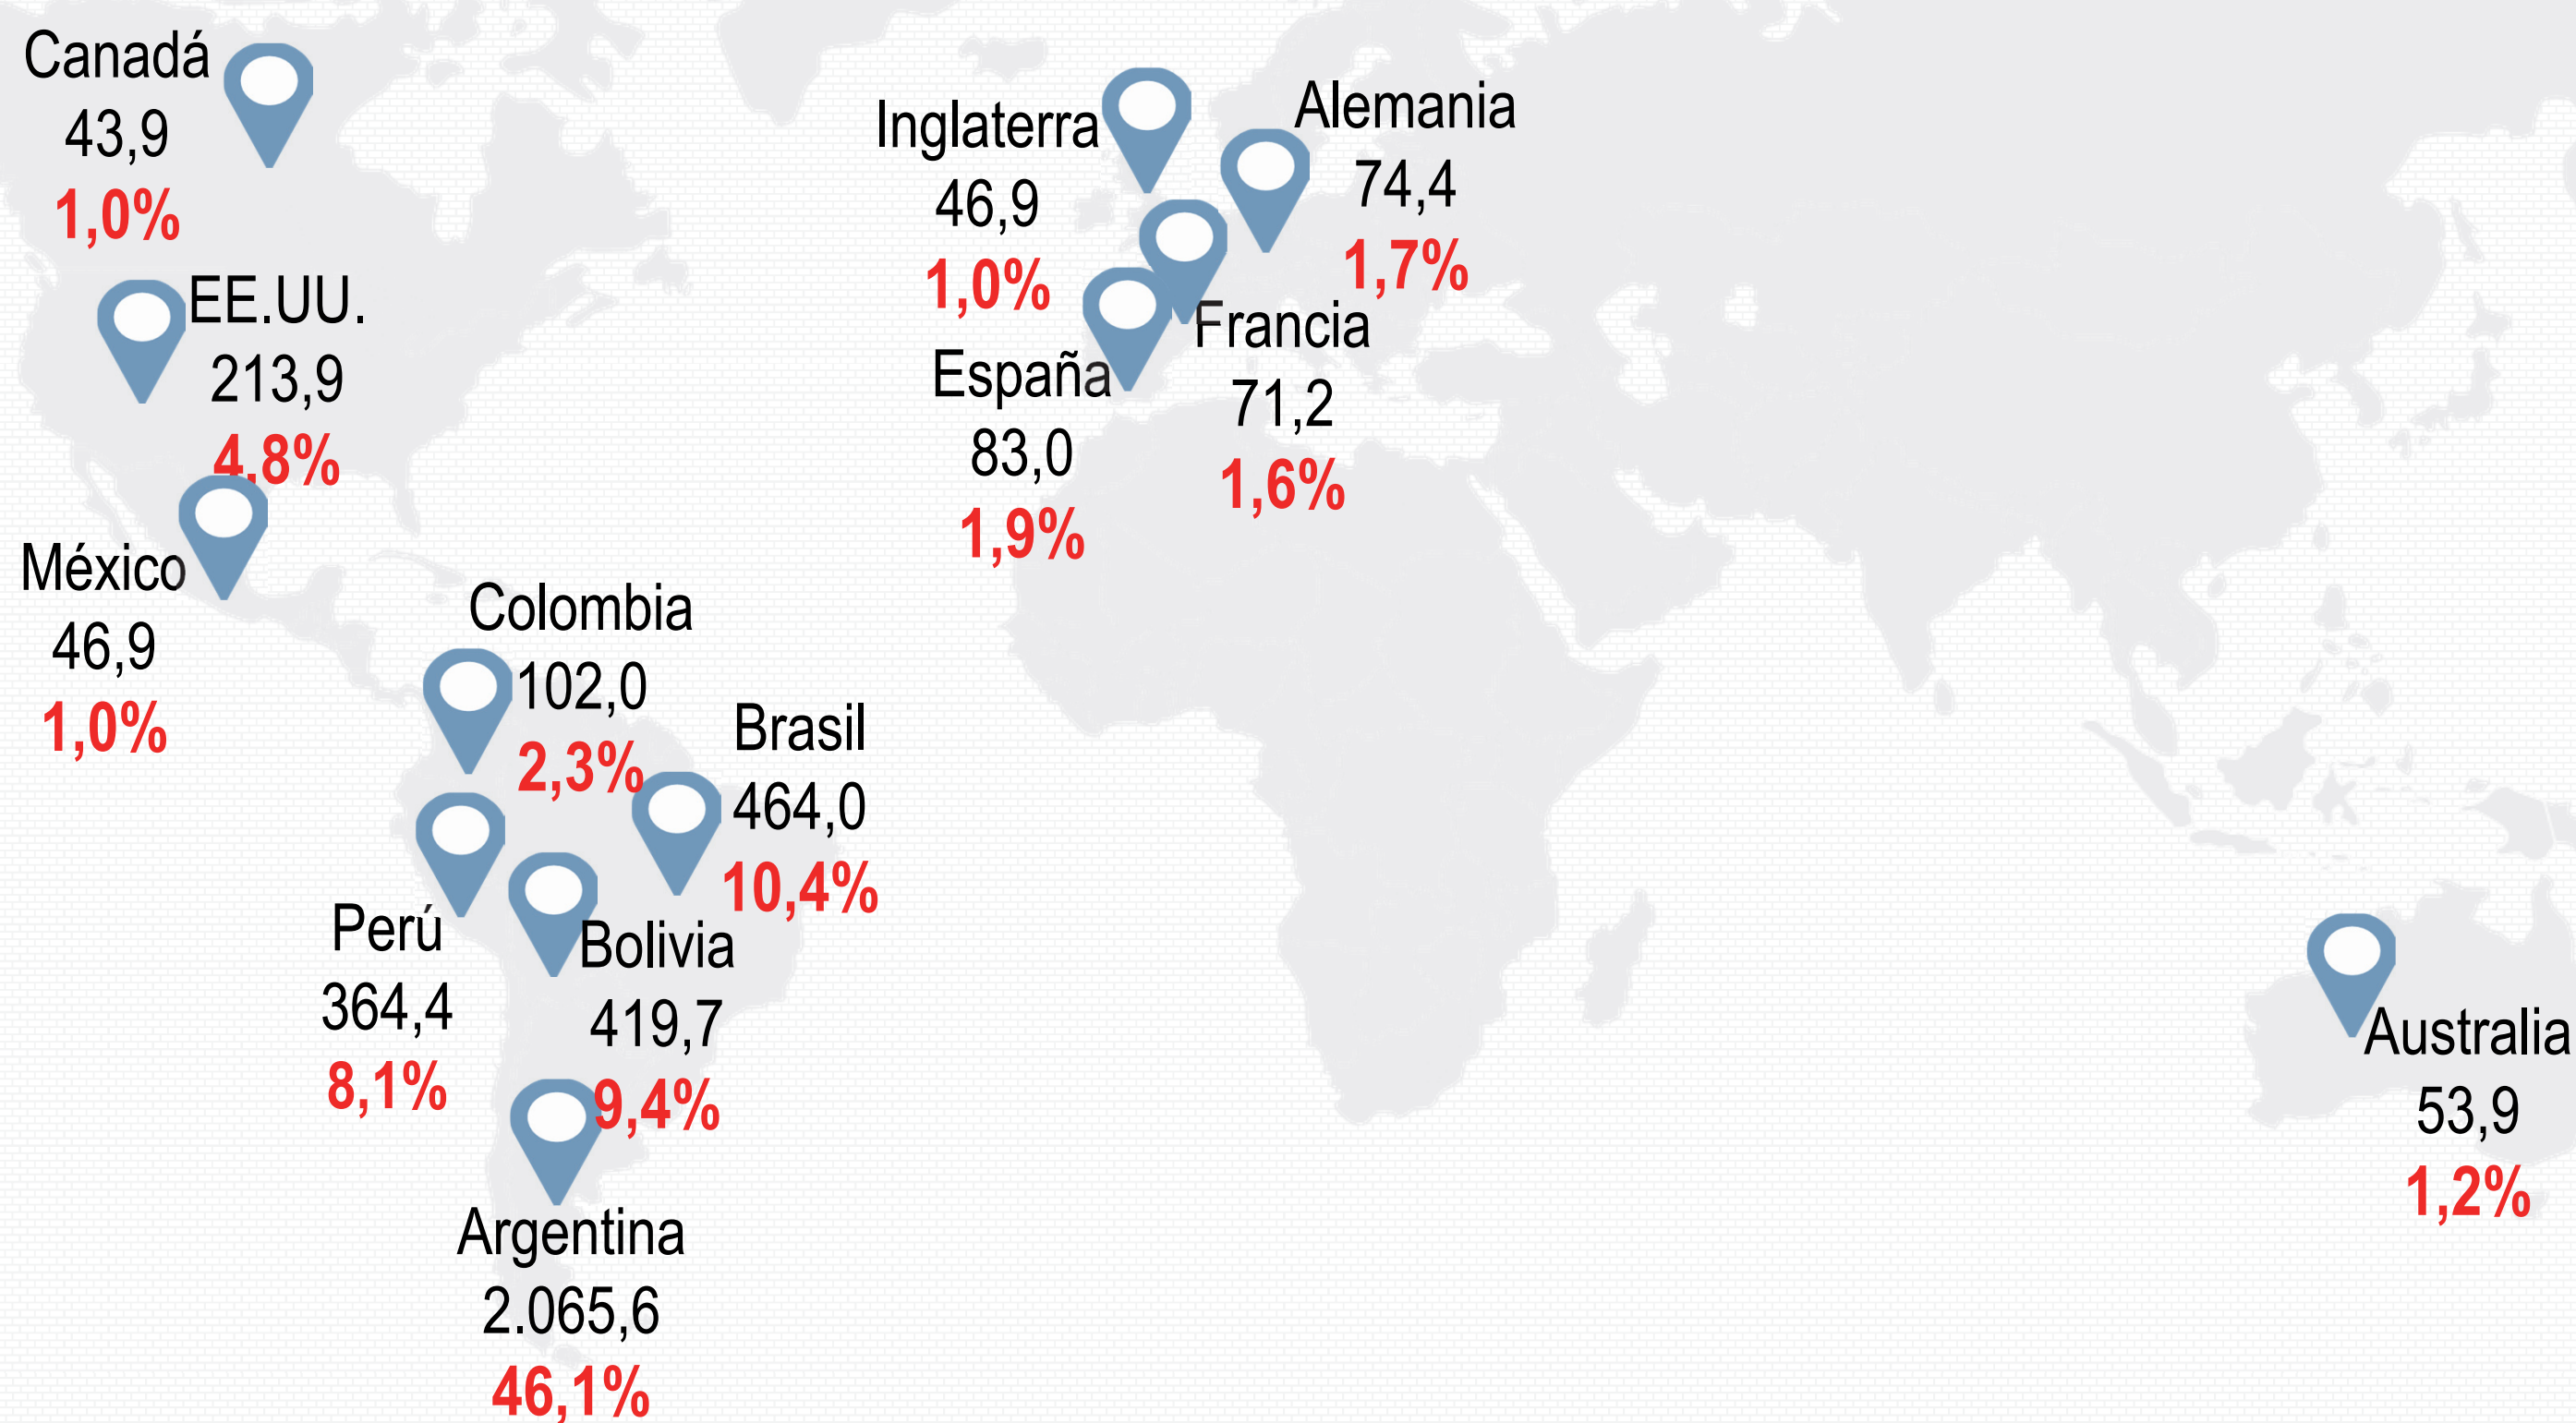 Canadá
43,9
1,0%
EE.UU.
213,9
4,8%
México
46,9
1,0%
Colombia
102,0
2,3%
Brasil
464,0
10,4%
Perú
364,4
8,1%
Bolivia
419,7
9,4%
Argentina
2.065,6
46,1%
Inglaterra
46,9
1,0%
Alemania
74,4
1,7%
Francia
71,2
1,6%
España
83,0
1,9%
Australia
53,9
1,2%